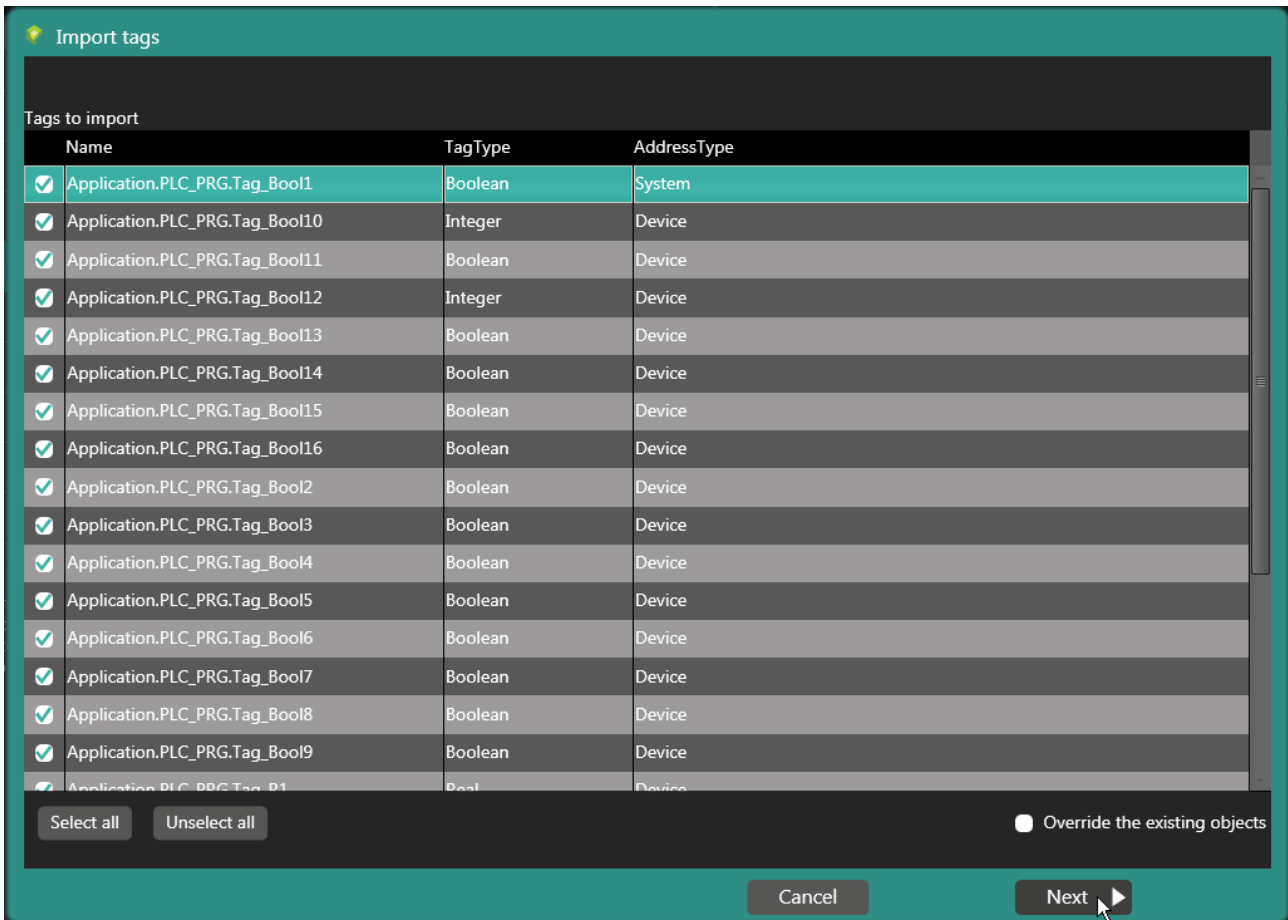 Import tags
Tags to import
Name TagType AddressType
Application.PLC_PRG.Tag_Bool1 Boolean System
Application.PLC_PRG.Tag_Bool10 Integer Device
Application.PLC_PRG.Tag_Bool11 Boolean Device
Application.PLC_PRG.Tag_Bool12 Integer Device
Application.PLC_PRG.Tag_Bool13 Boolean Device
Application.PLC_PRG.Tag_Bool14 Boolean Device
Application.PLC_PRG.Tag_Bool15 Boolean Device
Application.PLC_PRG.Tag_Bool16 Boolean Device
Application.PLC_PRG.Tag_Bool2 Boolean Device
Application.PLC_PRG.Tag_Bool3 Boolean Device
Application.PLC_PRG.Tag_Bool4 Boolean Device
Application.PLC_PRG.Tag_Bool5 Boolean Device
Application.PLC_PRG.Tag_Bool6 Boolean Device
Application.PLC_PRG.Tag_Bool7 Boolean Device
Application.PLC_PRG.Tag_Bool8 Boolean Device
Application.PLC_PRG.Tag_Bool9 Boolean Device
Application.PLC_PRG.Tag_R1 Real Device
Select all Unselect all Override the existing objects
Cancel Next